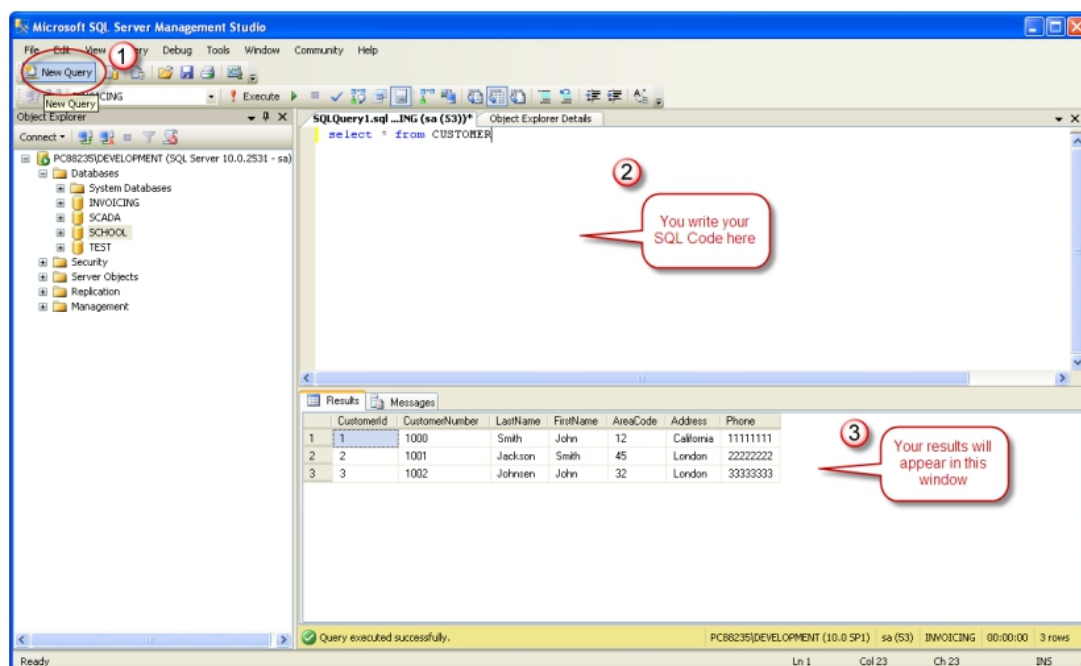 Microsoft SQL Server Management Studio
File Edit View Debug Tools Window Community Help
1
New Query
Execute
New Query
Object Explorer
SQLQuery1.sql ...ING (sa (53))* Object Explorer Details
Connect
select * from CUSTOMER
PC88235\DEVELOPMENT (SQL Server 10.0.2531 - sa)
Databases
System Databases
INVOICING
SCADA
SCHOOL
TEST
Security
Server Objects
Replication
Management
2
You write your
SQL Code here
Results Messages
CustomerId CustomerNumber LastName FirstName AreaCode Address Phone
1 1 1000 Smith John 12 California 11111111
2 2 1001 Jackson Smith 45 London 22222222
3 3 1002 Johnsen John 32 London 33333333
3
Your results will
appear in this
window
Query executed successfully. PC88235\DEVELOPMENT (10.0 SP1) sa (53) INVOICING 00:00:00 3 rows
Ready Ln 1 Col 23 Ch 23 INS